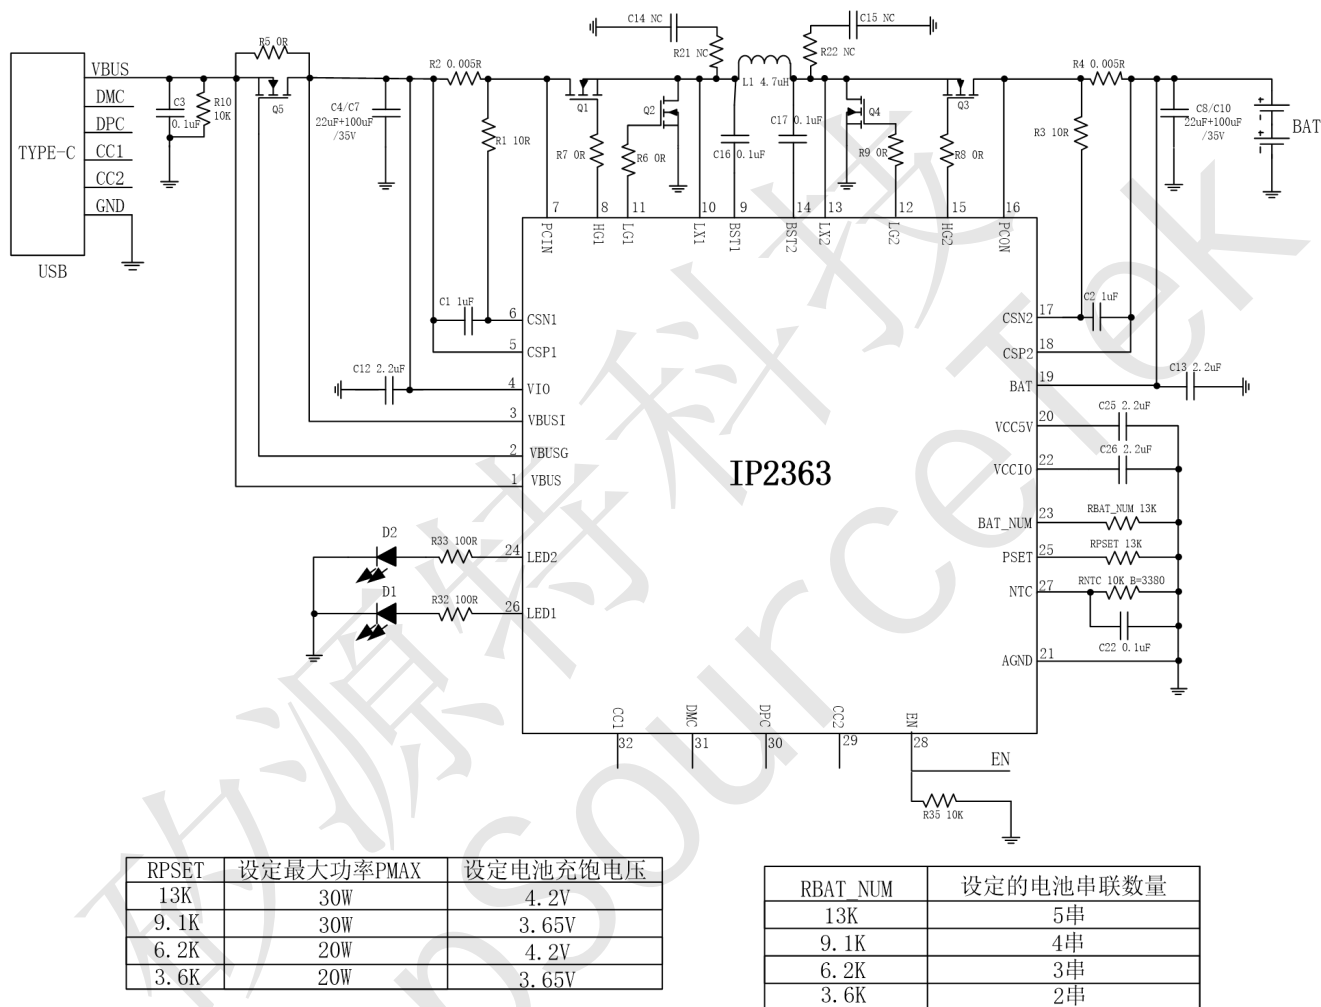 C14 NC
C15 NC
R5 0R
R21 NC
R22 NC
VBUS
R2 0.005R
L1 4.7uH
R4 0.005R
DMC
DPC
TYPE-C
CC1
CC2
GND
USB
C3
0.1uF
R10
10K
Q5
C4/C7
22uF+100uF
/35V
R1 10R
Q1
Q2
R7 0R
R6 0R
C16 0.1uF
C17 0.1uF
Q4
Q3
R9 0R
R8 0R
R3 10R
C8/C10
22uF+100uF
/35V
BAT
7 8 11 10 9 14 13 12 15 16
PCIN HG1 LG1 LX1 BST1 BST2 LX2 LG2 HG2 PCON
C1 1uF
6 CSN1
5 CSP1
C12 2.2uF
4 VIO
3 VBUSI
2 VBUSG
1 VBUS
D2
R33 100R
24 LED2
D1
R32 100R
26 LED1
IP2363
CSN2 17
C2 1uF
CSP2 18
BAT 19
C13 2.2uF
VCC5V 20
C25 2.2uF
VCCIO 22
C26 2.2uF
BAT_NUM 23
RBAT_NUM 13K
PSET 25
RPSET 13K
NTC 27
RNTC 10K B=3380
C22 0.1uF
AGND 21
CC1 DMC DPC CC2 EN
32 31 30 29 28
EN
R35 10K
RPSET 设定最大功率PMAX 设定电池充饱电压
13K 30W 4.2V
9.1K 30W 3.65V
6.2K 20W 4.2V
3.6K 20W 3.65V
RBAT_NUM 设定的电池串联数量
13K 5串
9.1K 4串
6.2K 3串
3.6K 2串
矽源特科技